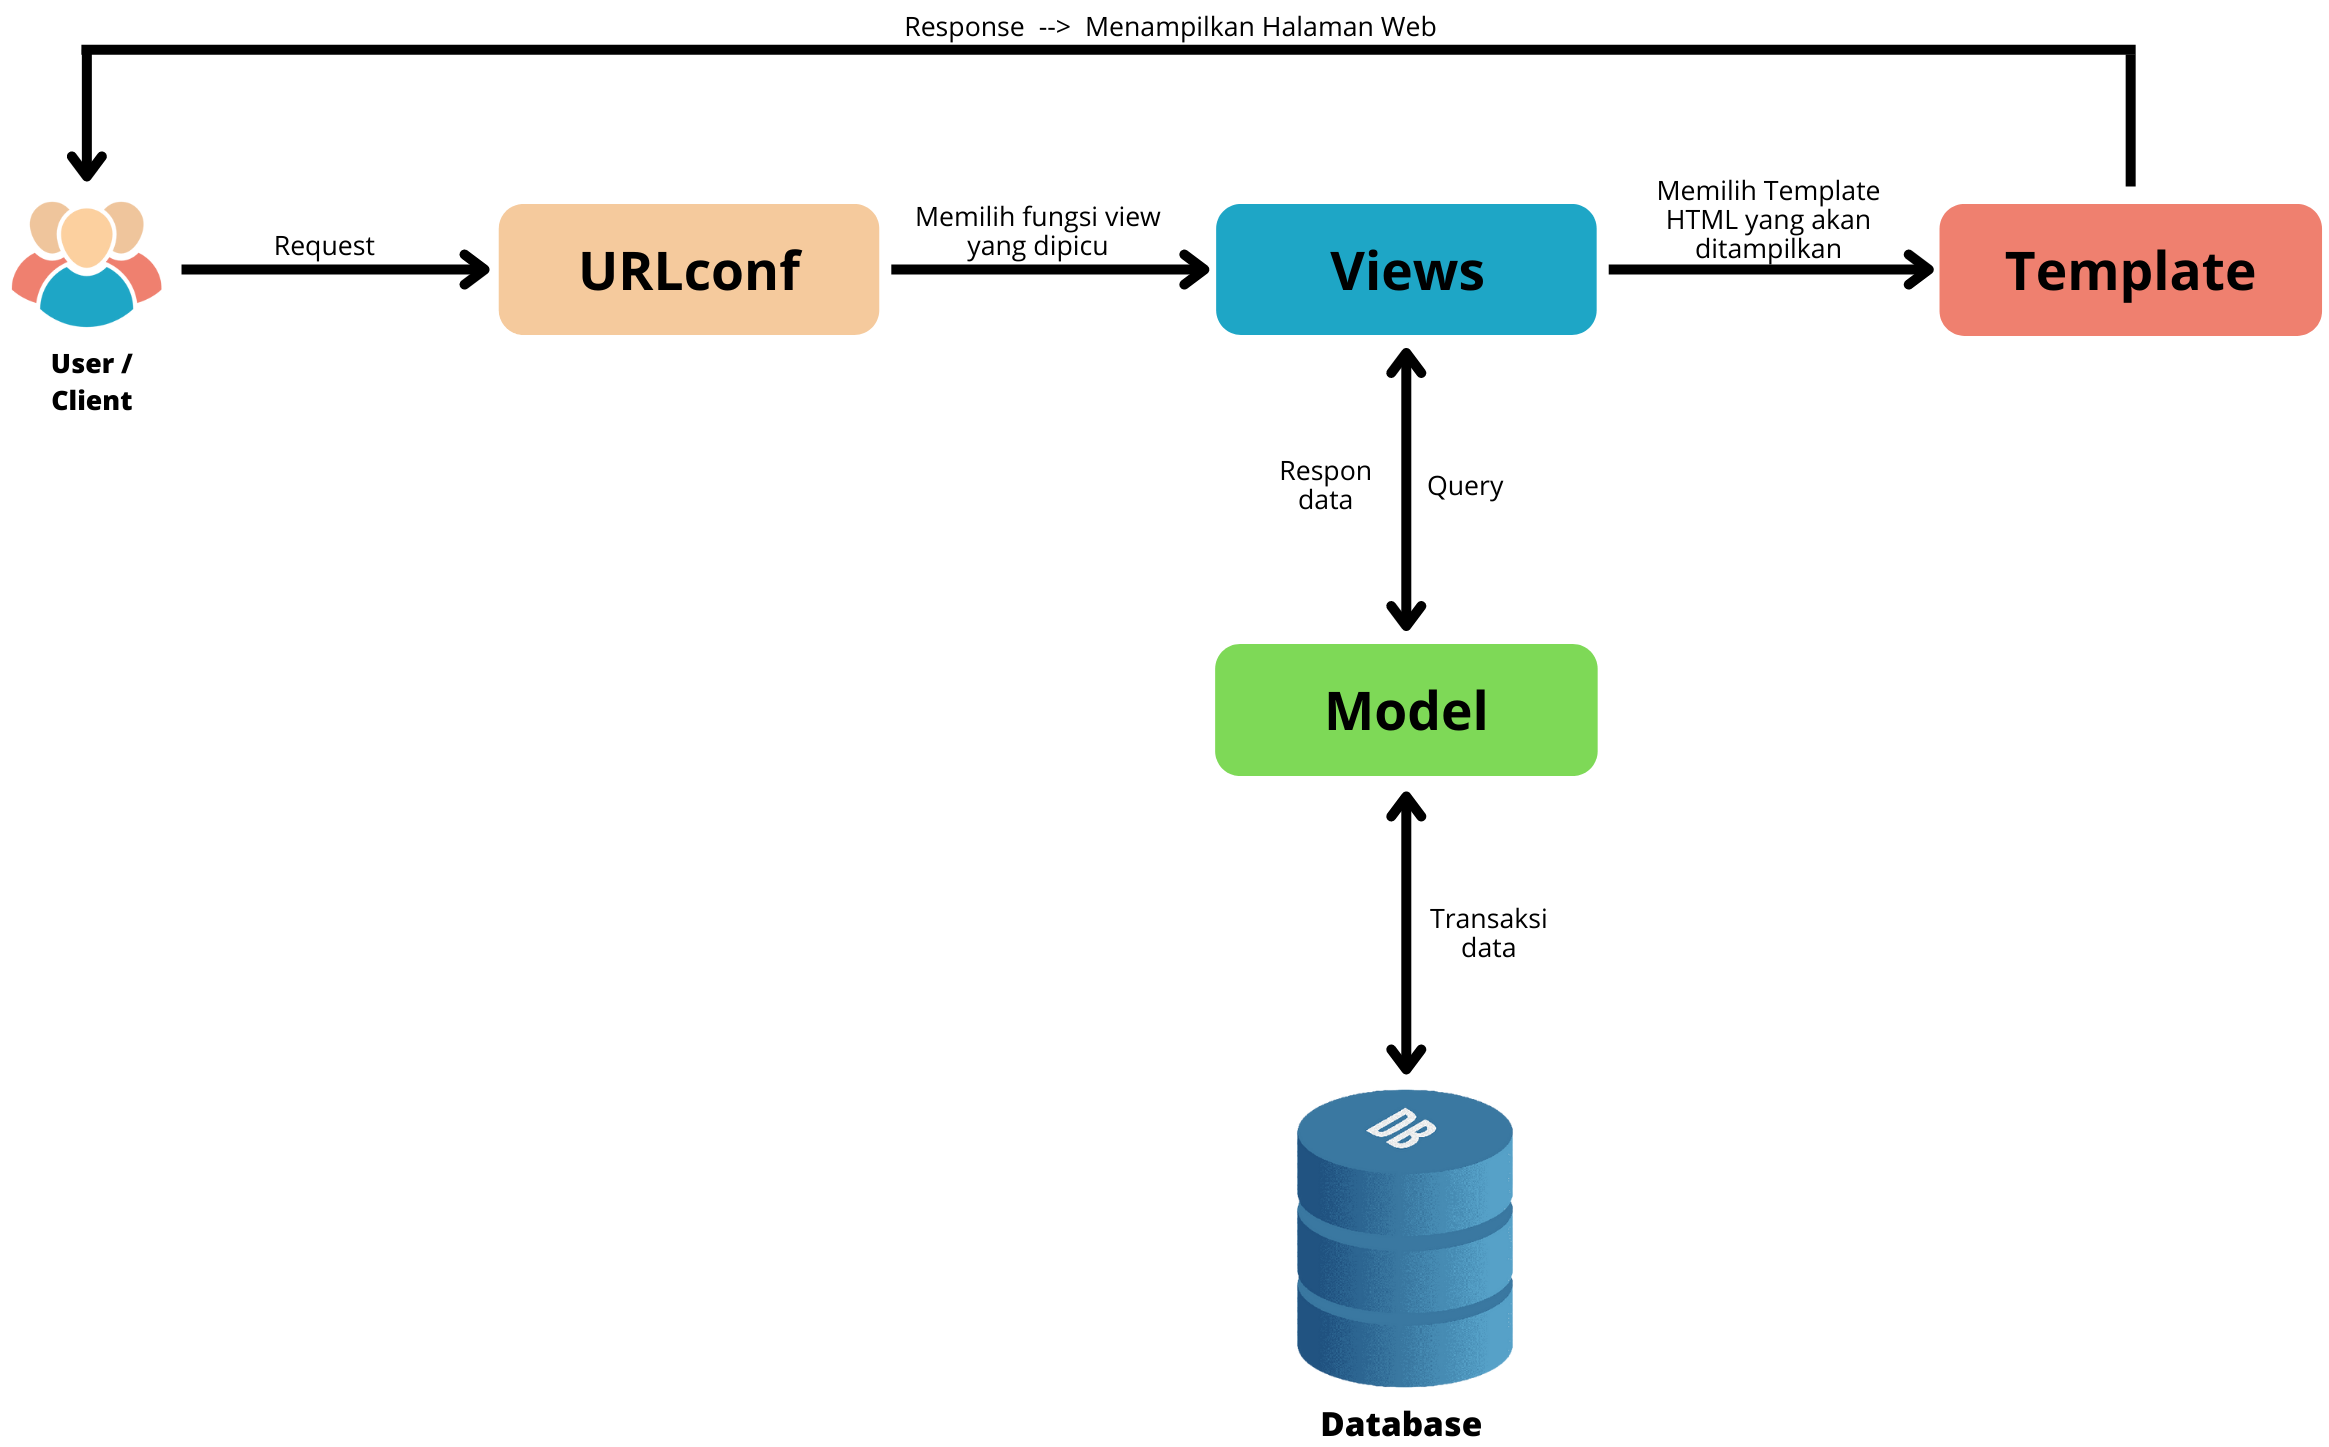 Response --> Menampilkan Halaman Web
Request
URLconf
Memilih fungsi view
yang dipicu
Views
Memilih Template
HTML yang akan
ditampilkan
Template
User /
Client
Respon
data
Query
Model
Transaksi
data
DB
Database